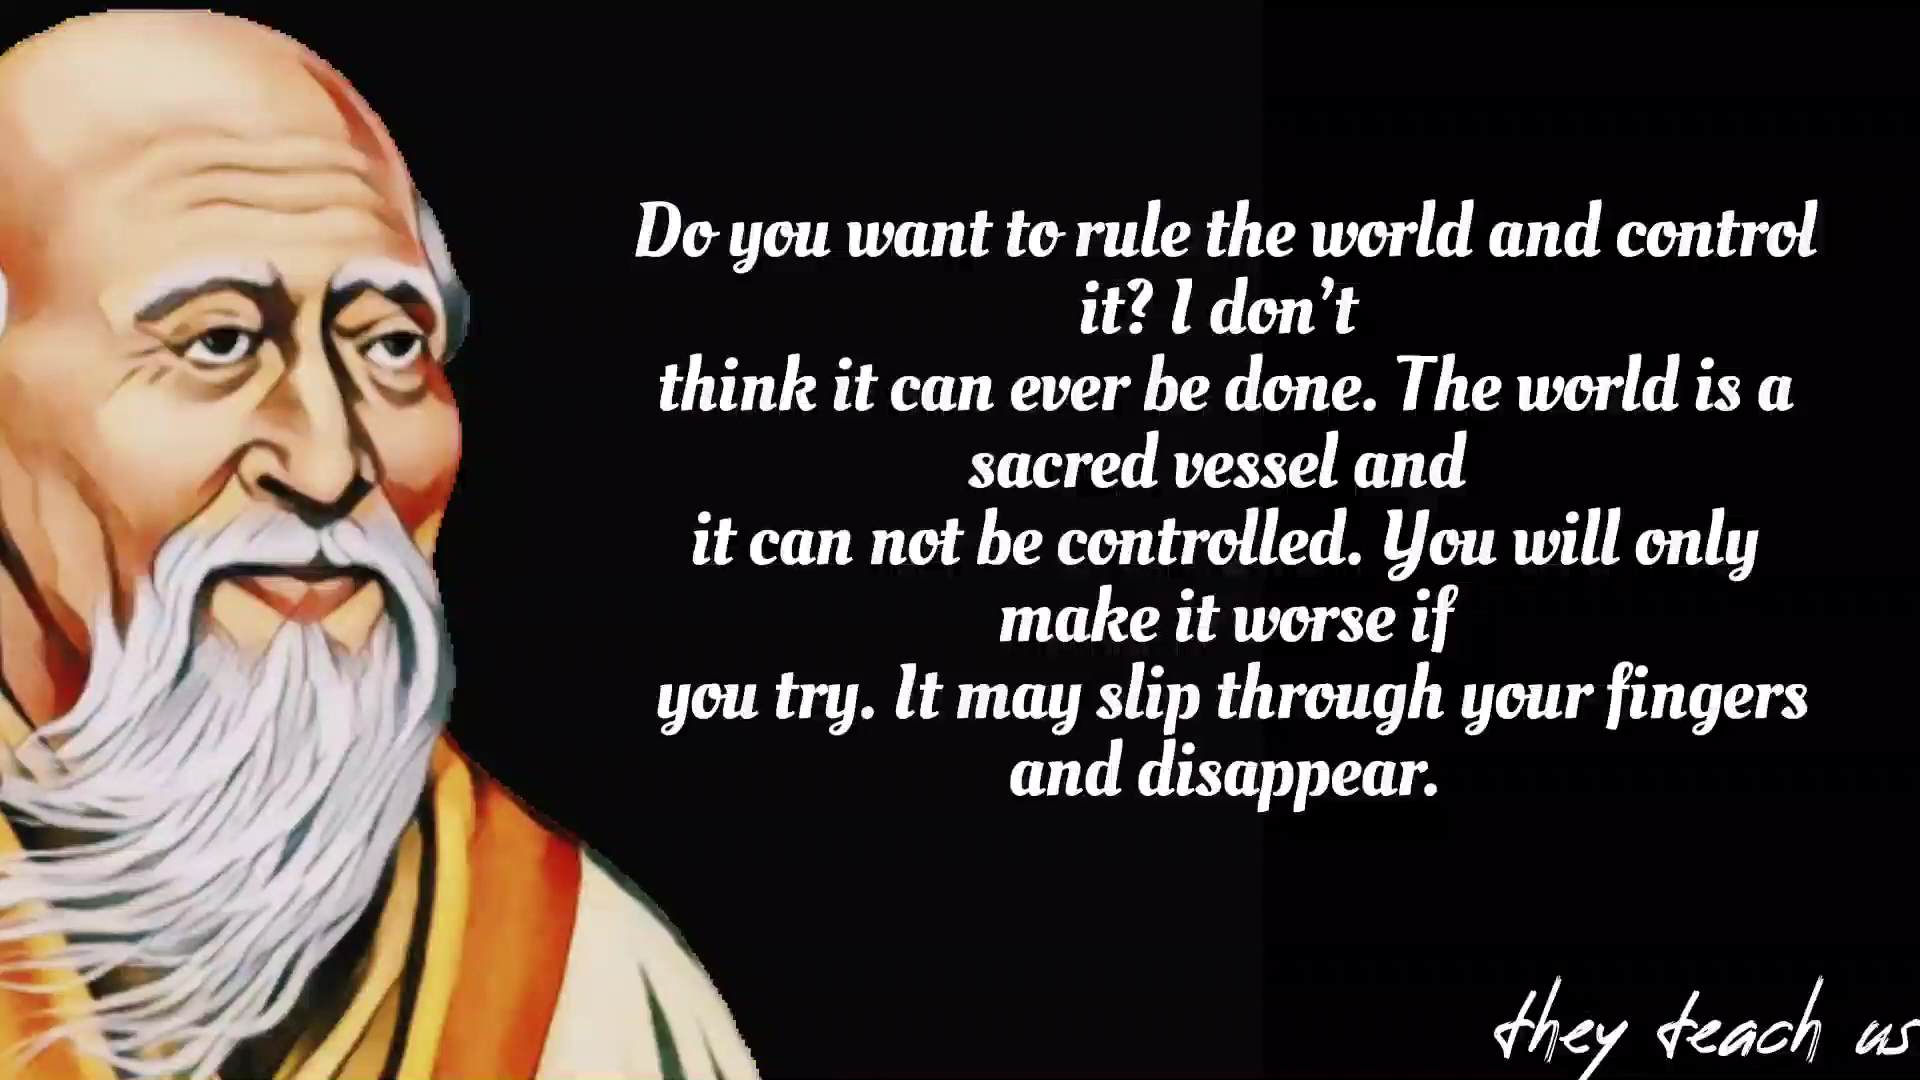 Do you want to rule the world and control
it? I don’t
think it can ever be done. The world is a
sacred vessel and
it can not be controlled. You will only
make it worse if
you try. It may slip through your fingers
and disappear.
they teach us